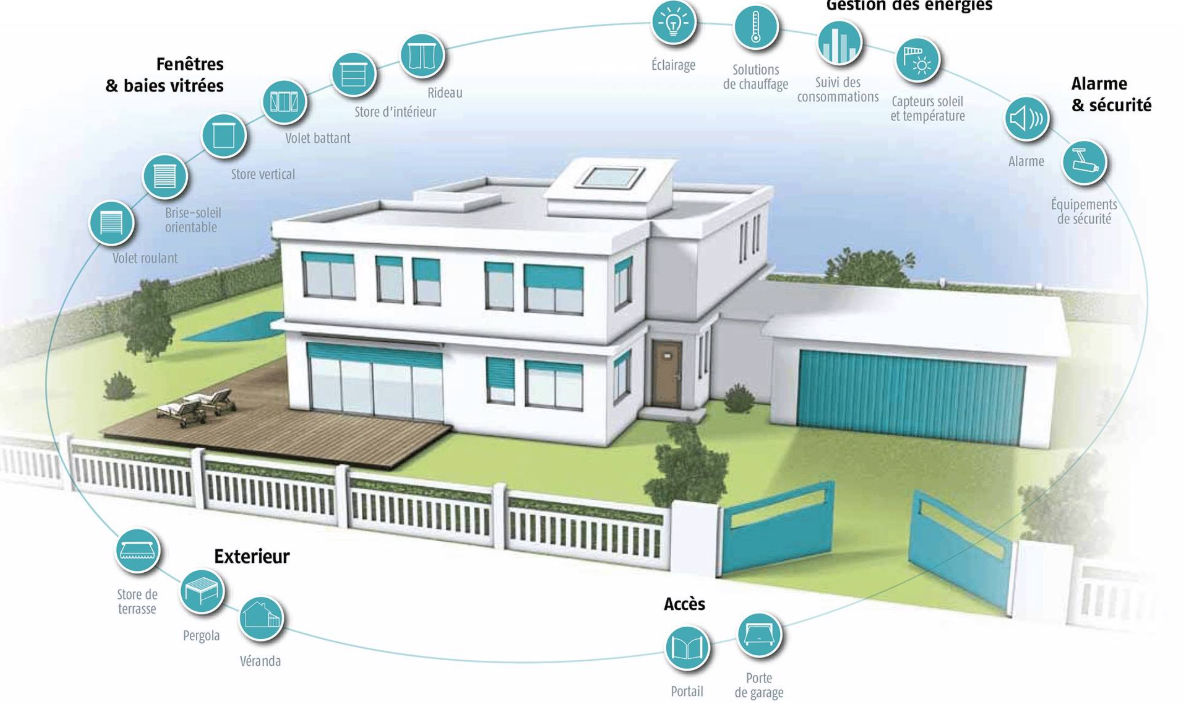 Gestion des énergies
Éclairage
Solutions
de chauffage
Suivi des
consommations
Capteurs soleil
et température
Alarme
& sécurité
Alarme
Équipements
de sécurité
Fenêtres
& baies vitrées
Rideau
Store d'intérieur
Volet battant
Store vertical
Brise-soleil
orientable
Volet roulant
Exterieur
Store de
terrasse
Pergola
Véranda
Accès
Portail
Porte
de garage